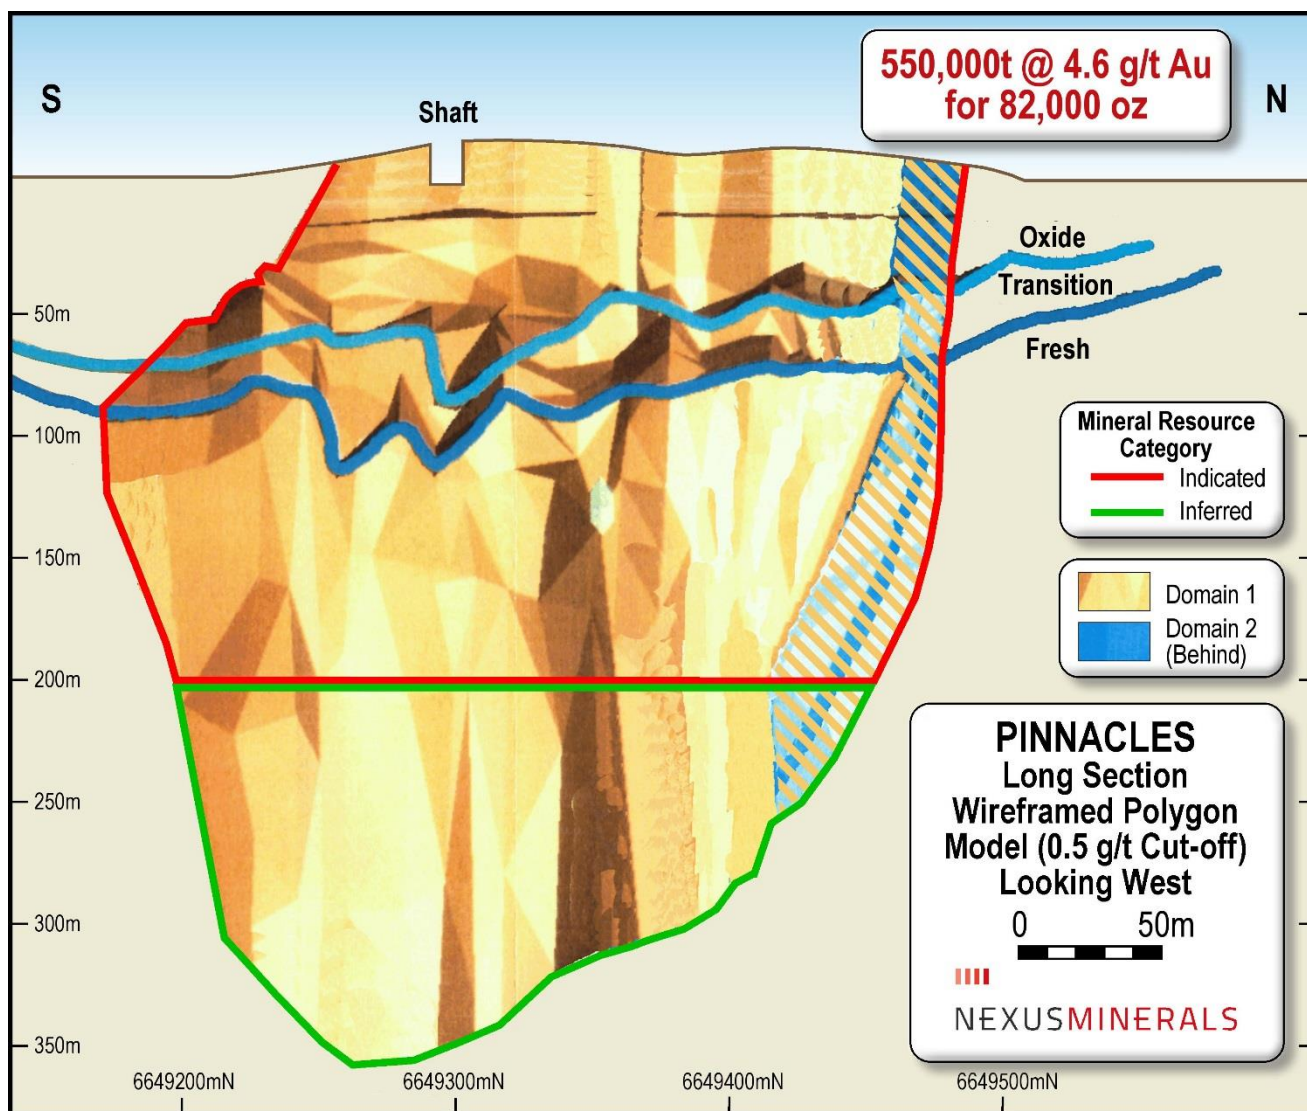 550,000t @ 4.6 g/t Au
for 82,000 oz
S
N
Shaft
Oxide
Transition
Fresh
50m
100m
150m
200m
250m
300m
350m
Mineral Resource
Category
Indicated
Inferred
Domain 1
Domain 2
(Behind)
PINNACLES
Long Section
Wireframed Polygon
Model (0.5 g/t Cut-off)
Looking West
0 50m
NEXUSMINERALS
6649200mN 6649300mN 6649400mN 6649500mN